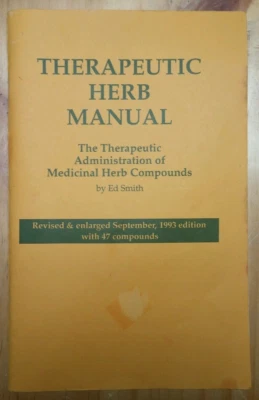 THERAPEUTIC
HERB
MANUAL
The Therapeutic
Administration of
Medicinal Herb Compounds
by Ed Smith
Revised & enlarged September, 1993 edition
with 47 compounds